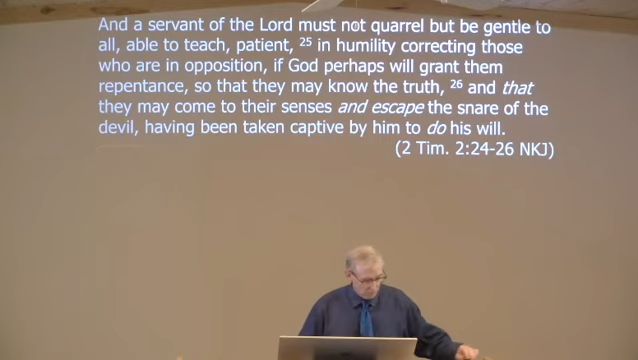 And a servant of the Lord must not quarrel but be gentle to
all, able to teach, patient, 25 in humility correcting those
who are in opposition, if God perhaps will grant them
repentance, so that they may know the truth, 26 and that
they may come to their senses and escape the snare of the
devil, having been taken captive by him to do his will.
(2 Tim. 2:24-26 NKJ)